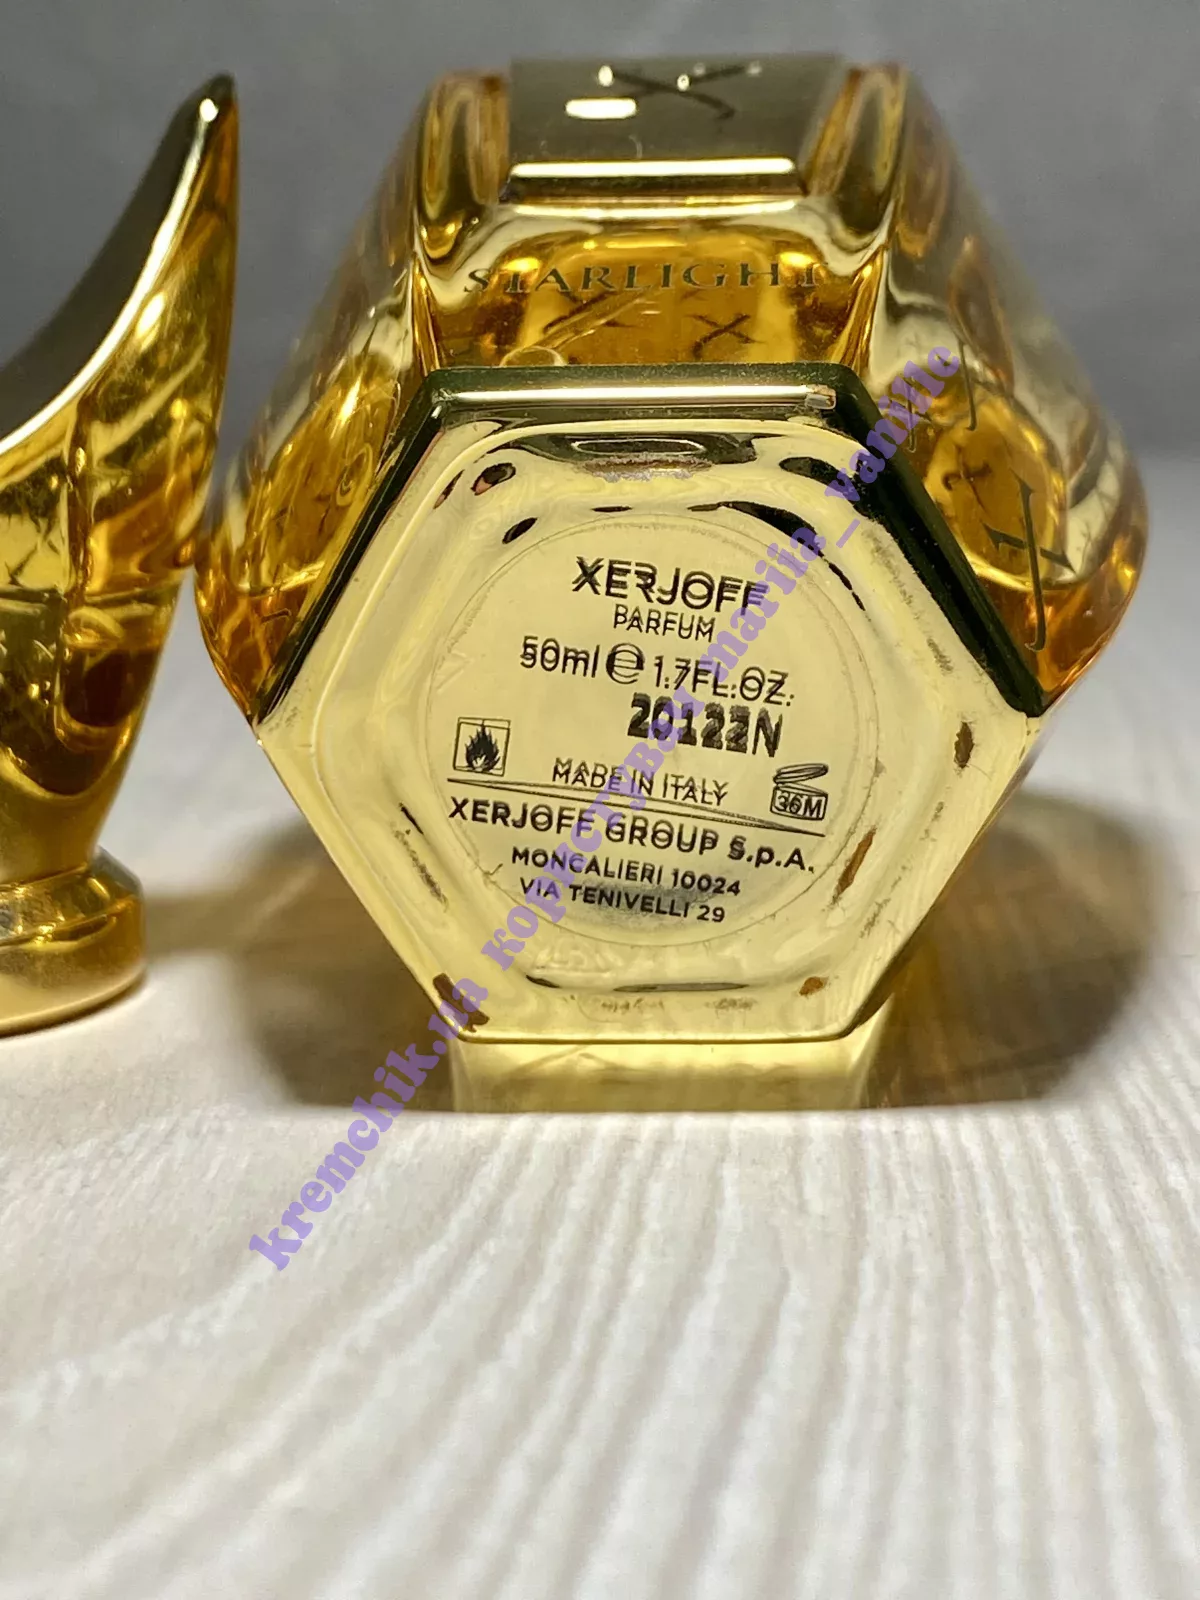 STARLIGHT
XERJOFF
PARFUM
50ml e 1.7FL.OZ.
20122N
MADE IN ITALY
36M
XERJOFF GROUP S.p.A.
MONCALIERI 10024
VIA TENIVELLI 29
kremchik.ua користувач mariia_vanille